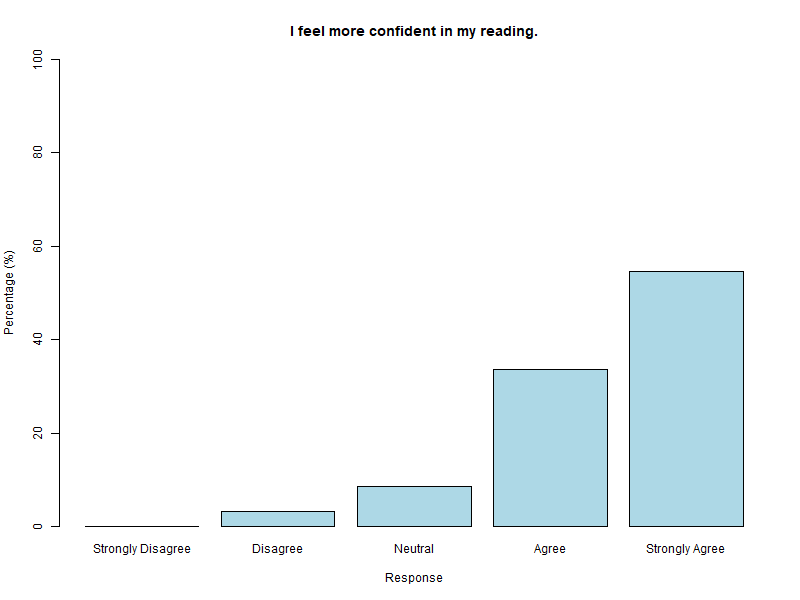 I feel more confident in my reading.
Percentage (%)
100
80
60
40
20
0
Strongly Disagree
Disagree
Neutral
Agree
Strongly Agree
Response